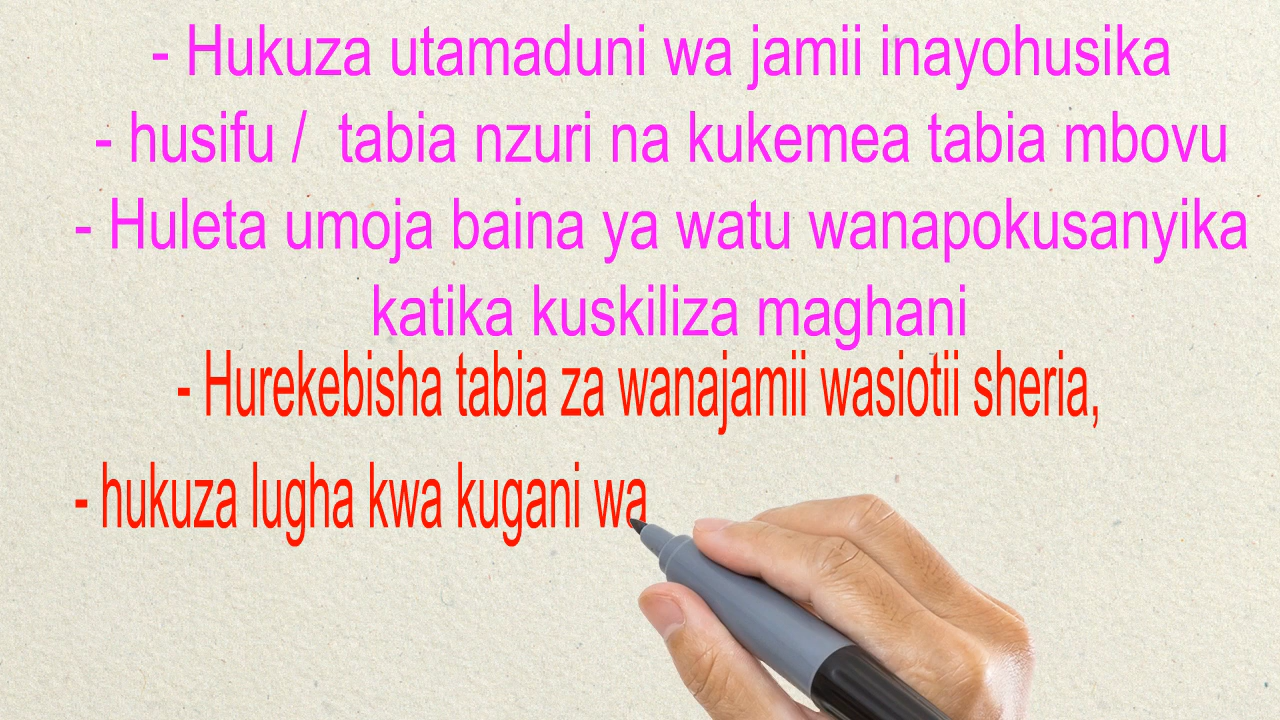 - Hukuza utamaduni wa jamii inayohusika
- husifu / tabia nzuri na kukemea tabia mbovu
- Huleta umoja baina ya watu wanapokusanyika
katika kuskiliza maghani
- Hurekebisha tabia za wanajamii wasiotii sheria,
- hukuza lugha kwa kugani wa